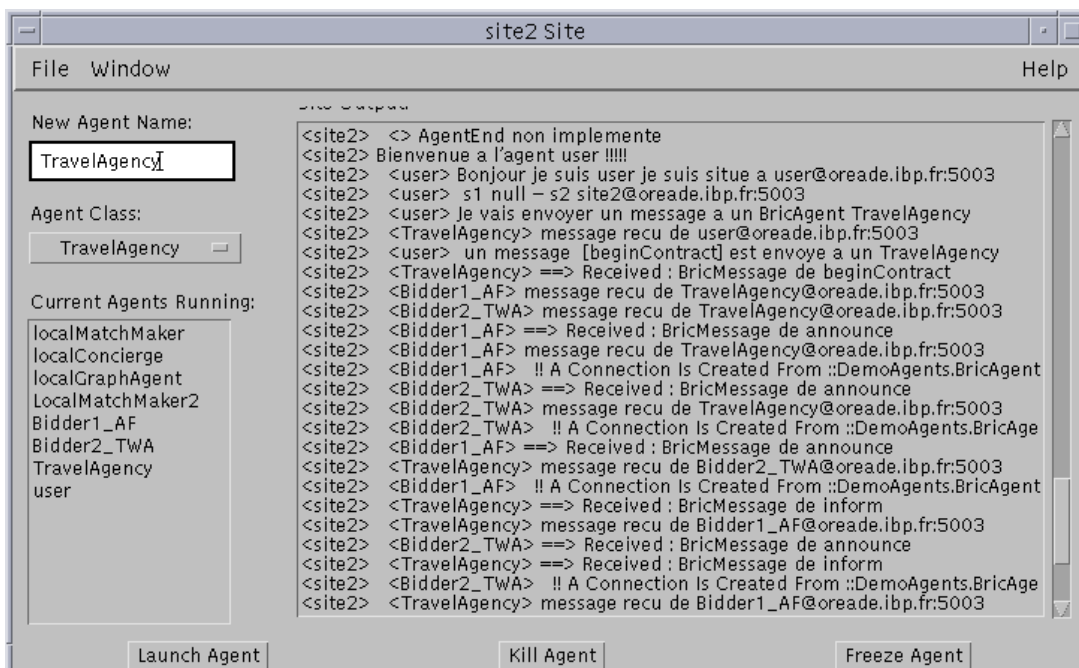 site2 Site
File Window Help
New Agent Name:
TravelAgency
Agent Class:
TravelAgency
Current Agents Running:
localMatchMaker
localConcierge
localGraphAgent
LocalMatchMaker2
Bidder1_AF
Bidder2_TWA
TravelAgency
user
Site Output:
<site2> <> AgentEnd non implemente
<site2> Bienvenue a l'agent user !!!!!
<site2> <user> Bonjour je suis user je suis situe a user@oreade.ibp.fr:5003
<site2> <user> s1 null – s2 site2@oreade.ibp.fr:5003
<site2> <user> Je vais envoyer un message a un BricAgent TravelAgency
<site2> <TravelAgency> message recu de user@oreade.ibp.fr:5003
<site2> <user> un message [beginContract] est envoye a un TravelAgency
<site2> <TravelAgency> ==> Received : BricMessage de beginContract
<site2> <Bidder1_AF> message recu de TravelAgency@oreade.ibp.fr:5003
<site2> <Bidder2_TWA> message recu de TravelAgency@oreade.ibp.fr:5003
<site2> <Bidder1_AF> ==> Received : BricMessage de announce
<site2> <Bidder1_AF> message recu de TravelAgency@oreade.ibp.fr:5003
<site2> <Bidder1_AF> !! A Connection Is Created From ::DemoAgents.BricAgent
<site2> <Bidder2_TWA> ==> Received : BricMessage de announce
<site2> <Bidder2_TWA> message recu de TravelAgency@oreade.ibp.fr:5003
<site2> <Bidder2_TWA> !! A Connection Is Created From ::DemoAgents.BricAge
<site2> <Bidder1_AF> ==> Received : BricMessage de announce
<site2> <TravelAgency> message recu de Bidder2_TWA@oreade.ibp.fr:5003
<site2> <Bidder1_AF> !! A Connection Is Created From ::DemoAgents.BricAgent
<site2> <TravelAgency> ==> Received : BricMessage de inform
<site2> <TravelAgency> message recu de Bidder1_AF@oreade.ibp.fr:5003
<site2> <Bidder2_TWA> ==> Received : BricMessage de announce
<site2> <TravelAgency> ==> Received : BricMessage de inform
<site2> <Bidder2_TWA> !! A Connection Is Created From ::DemoAgents.BricAge
<site2> <TravelAgency> message recu de Bidder1_AF@oreade.ibp.fr:5003
Launch Agent Kill Agent Freeze Agent